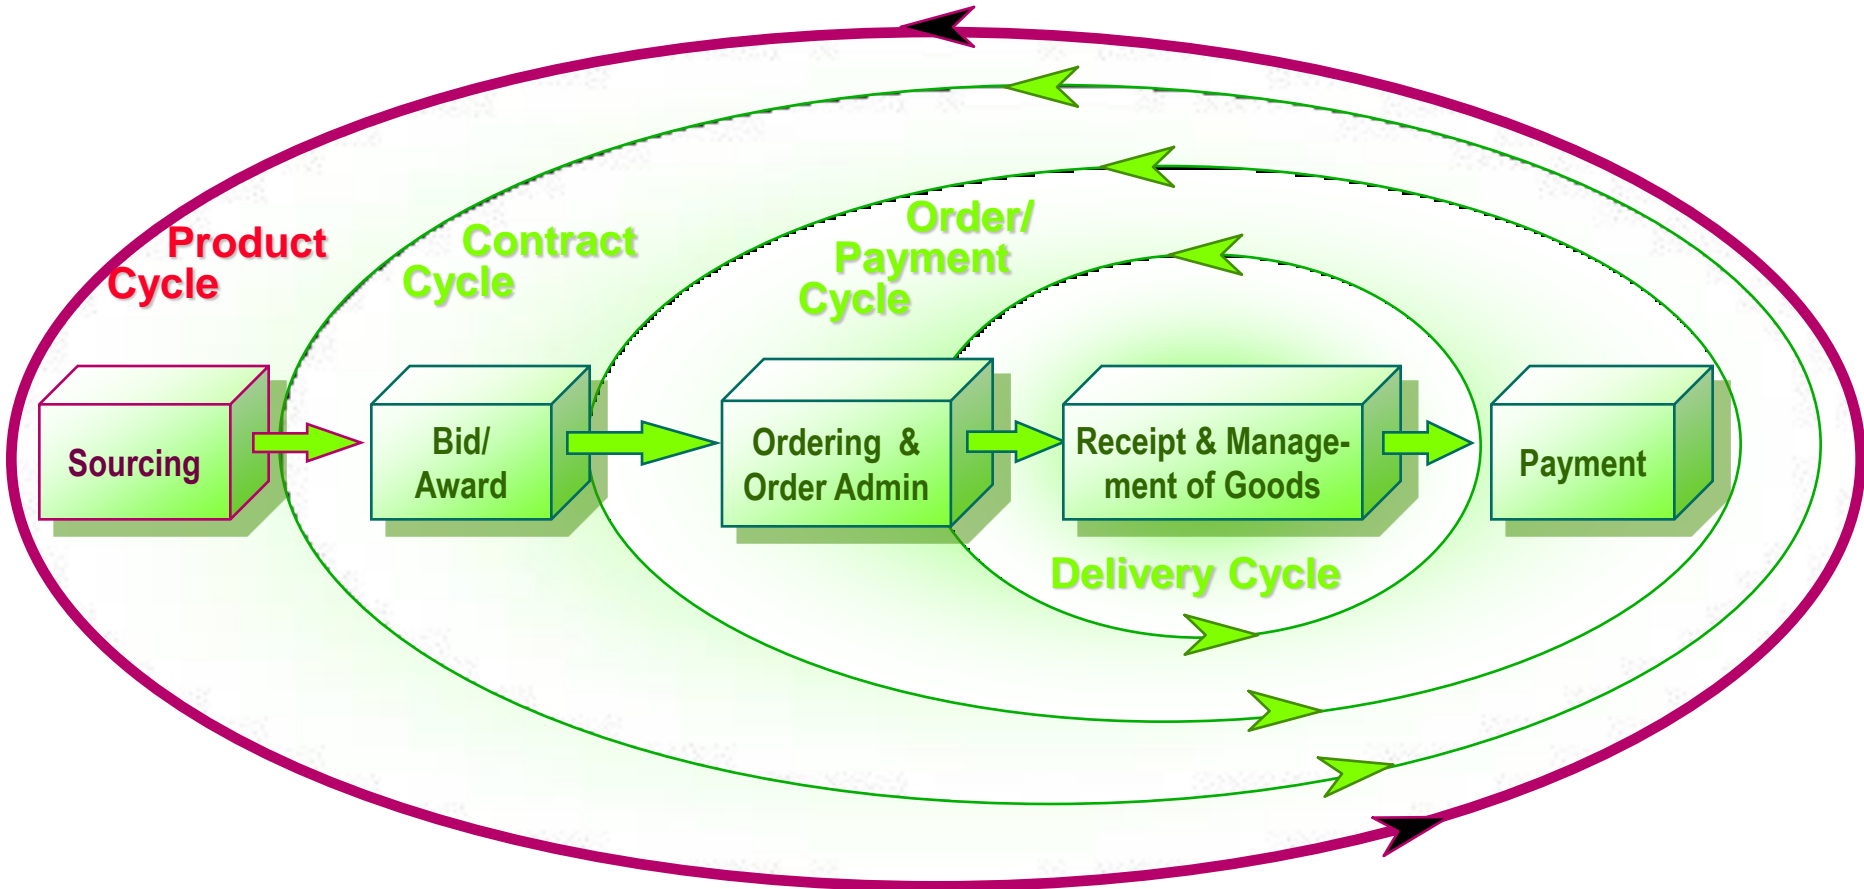 Product
Cycle
Contract
Cycle
Order/
Payment
Cycle
Sourcing
Bid/
Award
Ordering &
Order Admin
Receipt & Manage-
ment of Goods
Payment
Delivery Cycle